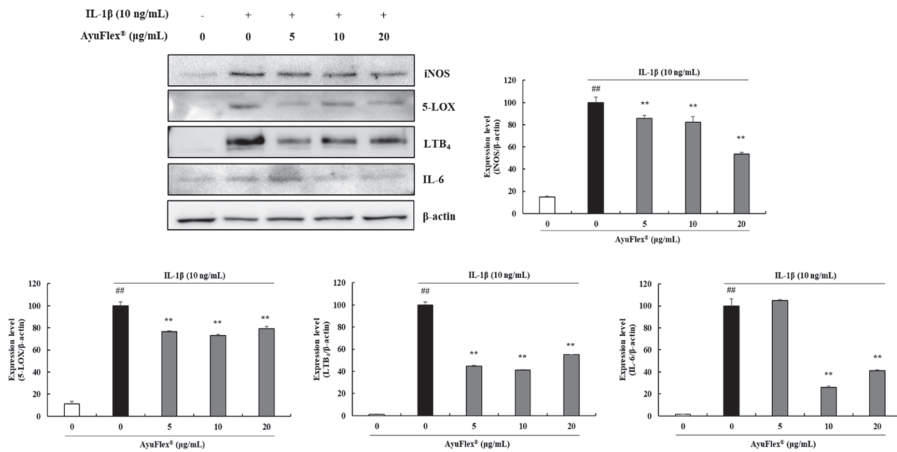 IL-1β (10 ng/mL) - + + + +
AyuFlex® (µg/mL) 0 0 5 10 20
iNOS
5-LOX
LTB4
IL-6
β-actin
IL-1β (10 ng/mL)
Expression level
(iNOS/β-actin)
120
100
80
60
40
20
0
##
**
**
**
0 0 5 10 20
AyuFlex® (µg/mL)
IL-1β (10 ng/mL)
Expression level
(5-LOX/β-actin)
120
100
80
60
40
20
0
##
**
**
**
0 0 5 10 20
AyuFlex® (µg/mL)
IL-1β (10 ng/mL)
Expression level
(LTB4/β-actin)
120
100
80
60
40
20
0
##
**
**
**
0 0 5 10 20
AyuFlex® (µg/mL)
IL-1β (10 ng/mL)
Expression level
(IL-6/β-actin)
120
100
80
60
40
20
0
##
**
**
0 0 5 10 20
AyuFlex® (µg/mL)